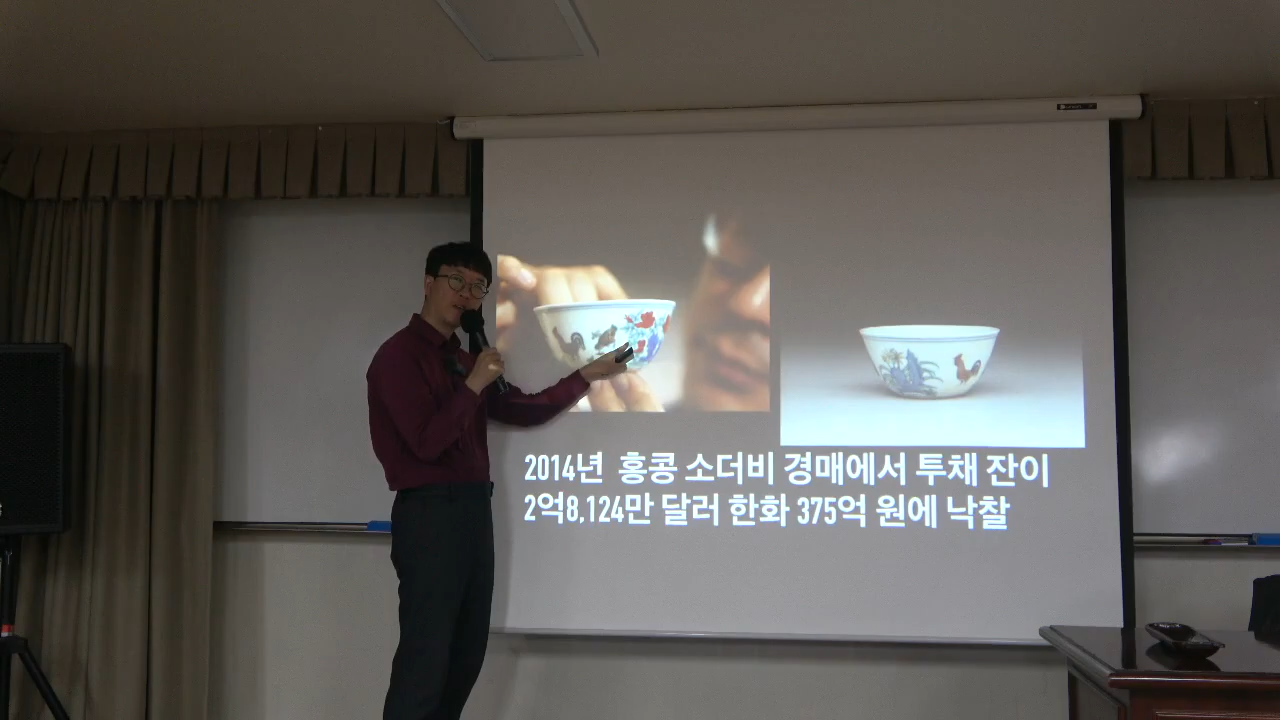 2014년 홍콩 소더비 경매에서 투채 잔이
2억8,124만 달러 한화 375억 원에 낙찰